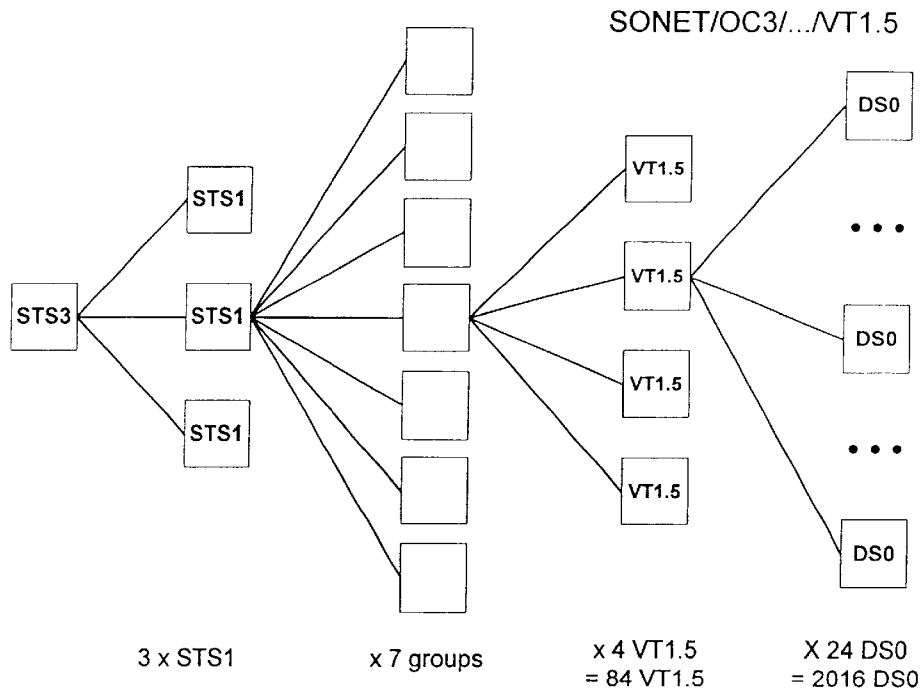 SONET/OC3/.../VT1.5
DS0
VT1.5
STS1
• • •
VT1.5
STS3
STS1
DS0
VT1.5
STS1
• • •
VT1.5
DS0
3 x STS1
x 7 groups
x 4 VT1.5
= 84 VT1.5
X 24 DS0
= 2016 DS0